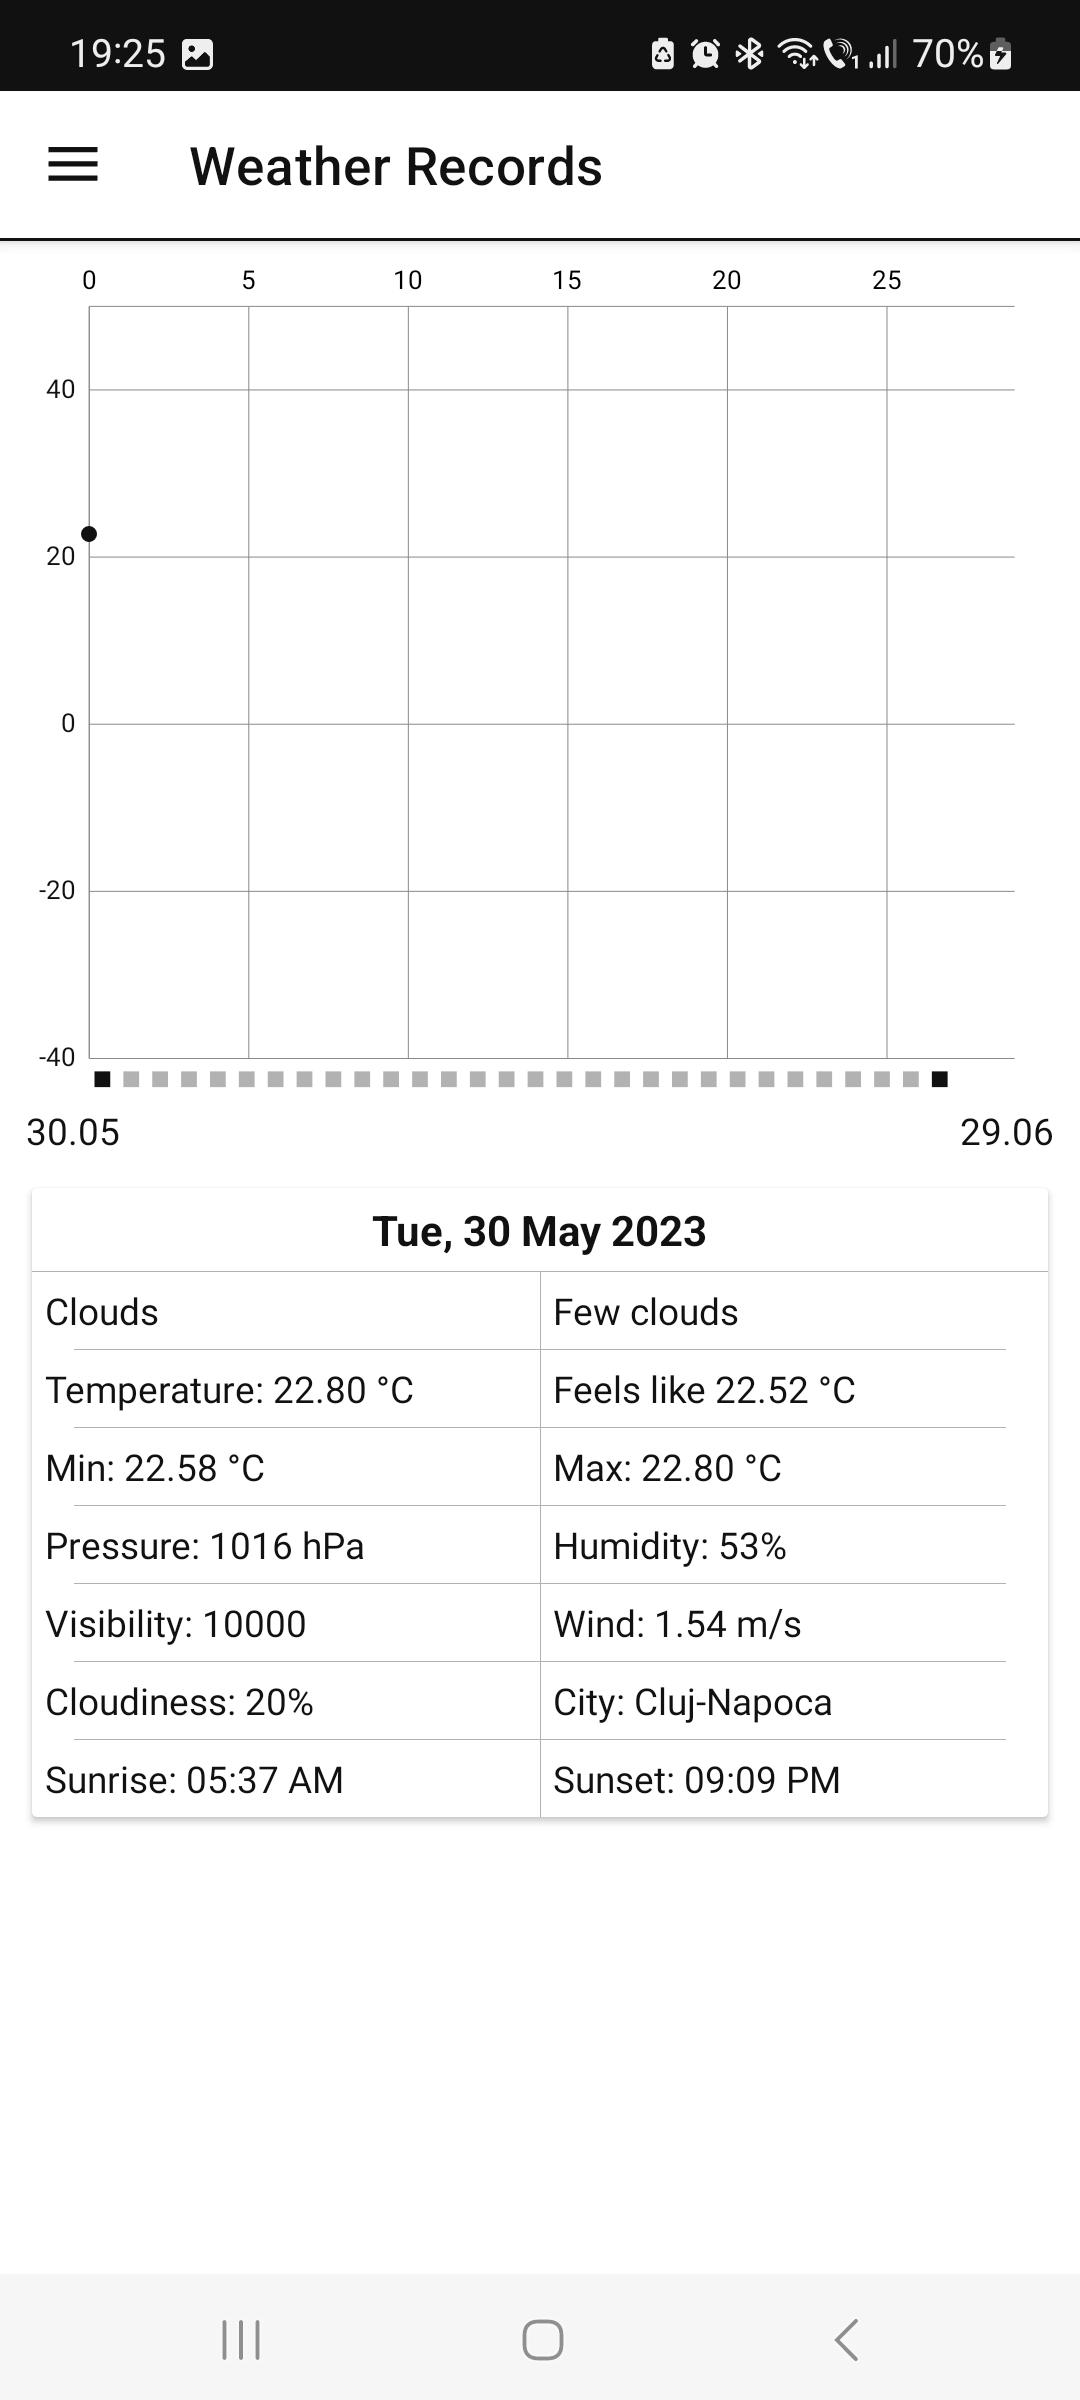 19:25 70%
Weather Records
0 5 10 15 20 25
40
20
0
-20
-40
30.05 29.06
Tue, 30 May 2023
Clouds Few clouds
Temperature: 22.80 °C Feels like 22.52 °C
Min: 22.58 °C Max: 22.80 °C
Pressure: 1016 hPa Humidity: 53%
Visibility: 10000 Wind: 1.54 m/s
Cloudiness: 20% City: Cluj-Napoca
Sunrise: 05:37 AM Sunset: 09:09 PM